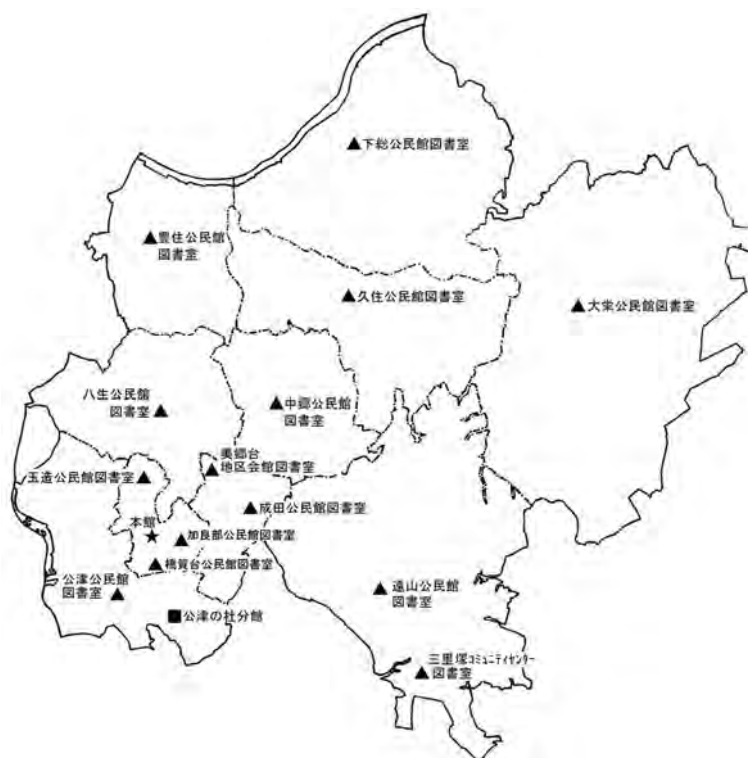 ▲下総公民館図書室
▲豊住公民館
図書室
▲久住公民館図書室
▲大栄公民館図書室
八生公民館
図書室▲
▲中郷公民館
図書室
美郷台
▲地区会館図書室
玉造公民館図書室▲
▲成田公民館図書室
本館
★
▲加良部公民館図書室
▲橋賀台公民館図書室
公津公民館
図書室▲
■公津の杜分館
▲遠山公民館
図書室
三里塚コミュニティセンター
▲図書室